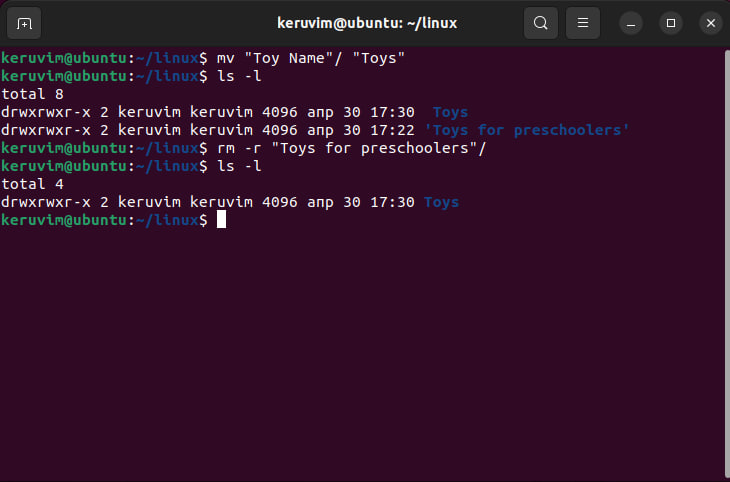 keruvim@ubuntu: ~/linux
keruvim@ubuntu:~/linux$ mv "Toy Name"/ "Toys"
keruvim@ubuntu:~/linux$ ls -l
total 8
drwxrwxr-x 2 keruvim keruvim 4096 апр 30 17:30  Toys
drwxrwxr-x 2 keruvim keruvim 4096 апр 30 17:22 'Toys for preschoolers'
keruvim@ubuntu:~/linux$ rm -r "Toys for preschoolers"/
keruvim@ubuntu:~/linux$ ls -l
total 4
drwxrwxr-x 2 keruvim keruvim 4096 апр 30 17:30 Toys
keruvim@ubuntu:~/linux$